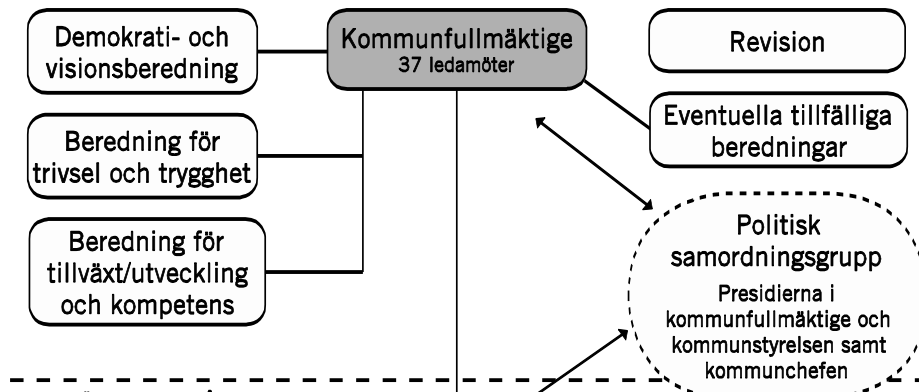 Demokrati- och
visionsberedning
Kommunfullmäktige
37 ledamöter
Revision
Eventuella tillfälliga
beredningar
Beredning för
trivsel och trygghet
Beredning för
tillväxt/utveckling
och kompetens
Politisk
samordningsgrupp
Presidierna i
kommunfullmäktige och
kommunstyrelsen samt
kommunchefen